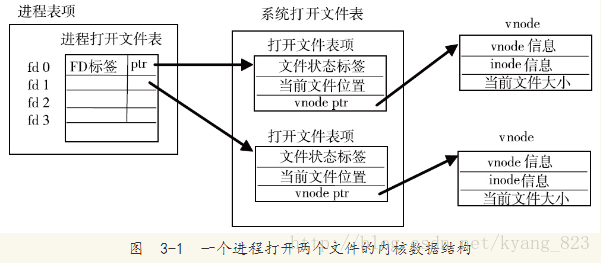 进程表项
进程打开文件表
fd 0
FD标签
ptr
fd 1
fd 2
fd 3
系统打开文件表
打开文件表项
文件状态标签
当前文件位置
vnode ptr
打开文件表项
文件状态标签
当前文件位置
vnode ptr
vnode
vnode 信息
inode 信息
当前文件大小
vnode
vnode 信息
inode信息
当前文件大小
图 3-1 一个进程打开两个文件的内核数据结构
http://blog.csdn.net/kyang_823